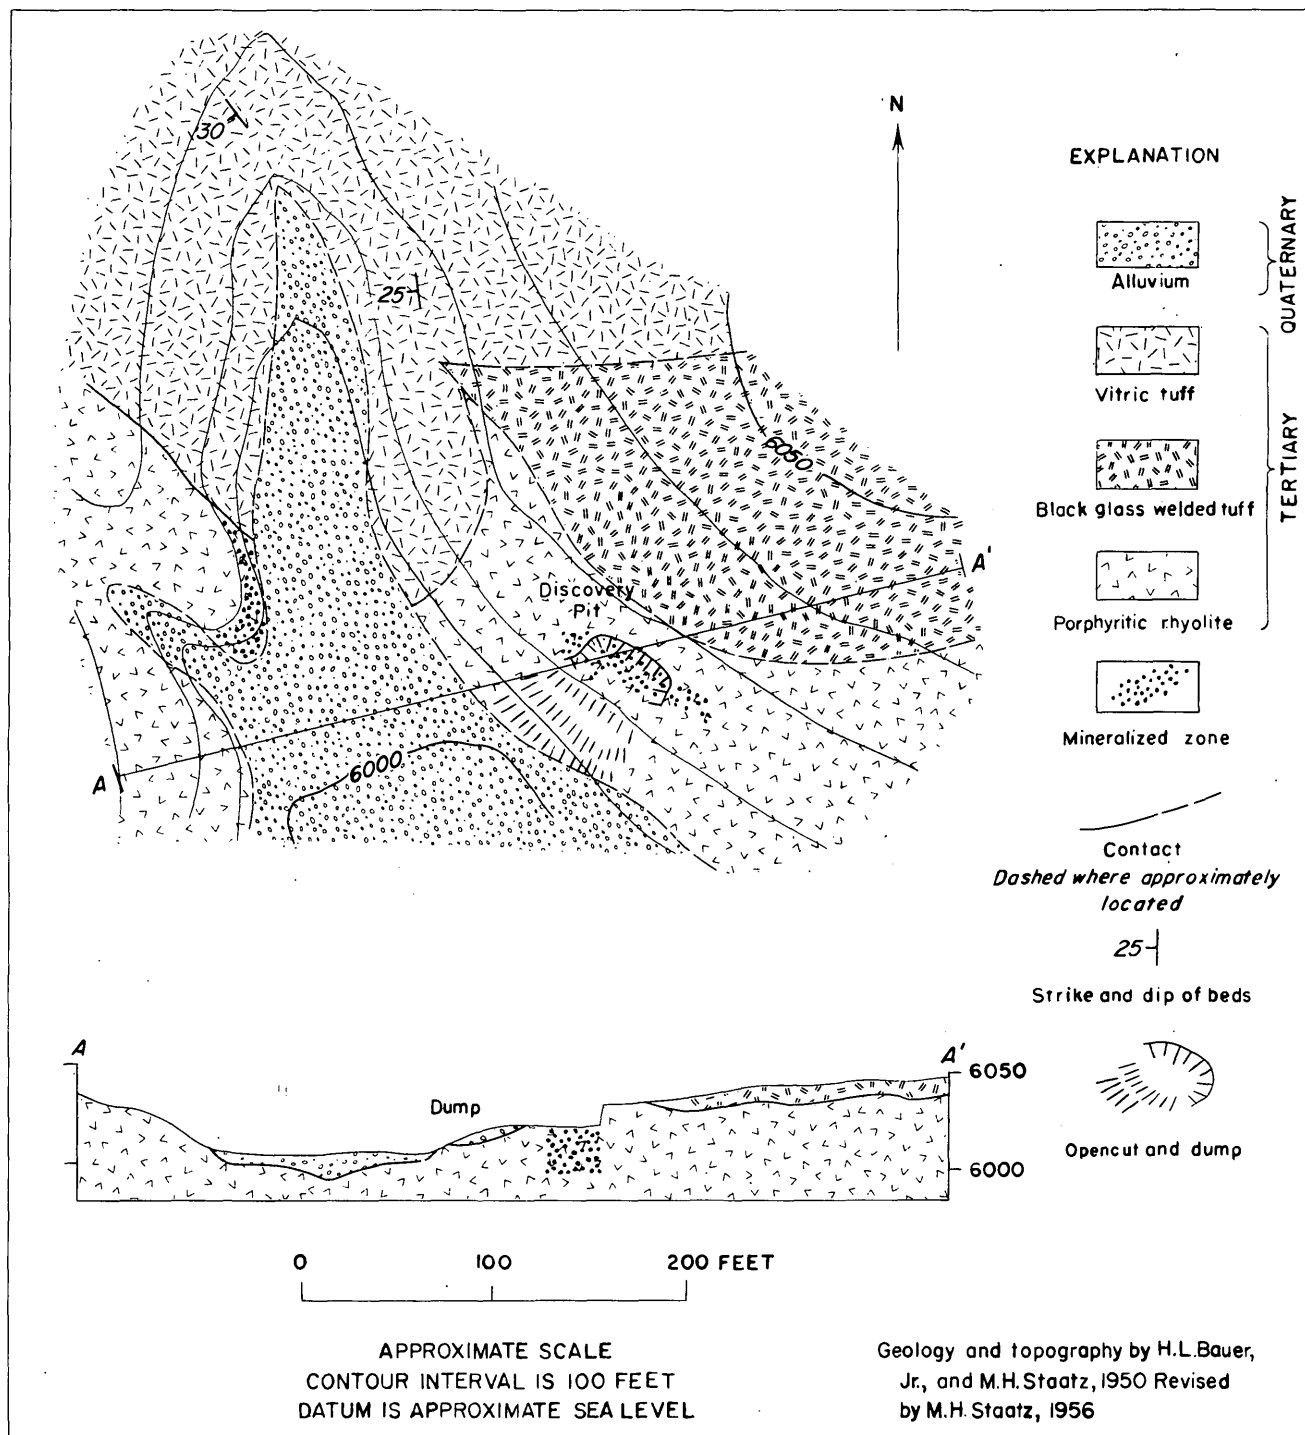 30
25
N
6050
A'
Discovery
Pit
A
6000
EXPLANATION
Alluvium
Vitric tuff
Black glass welded tuff
Porphyritic rhyolite
Mineralized zone
QUATERNARY
TERTIARY
Contact
Dashed where approximately
located
25
Strike and dip of beds
Opencut and dump
A
A'
6050
Dump
6000
0 100 200 FEET
APPROXIMATE SCALE
CONTOUR INTERVAL IS 100 FEET
DATUM IS APPROXIMATE SEA LEVEL
Geology and topography by H.L.Bauer,
Jr., and M.H. Staatz, 1950 Revised
by M.H. Staatz, 1956